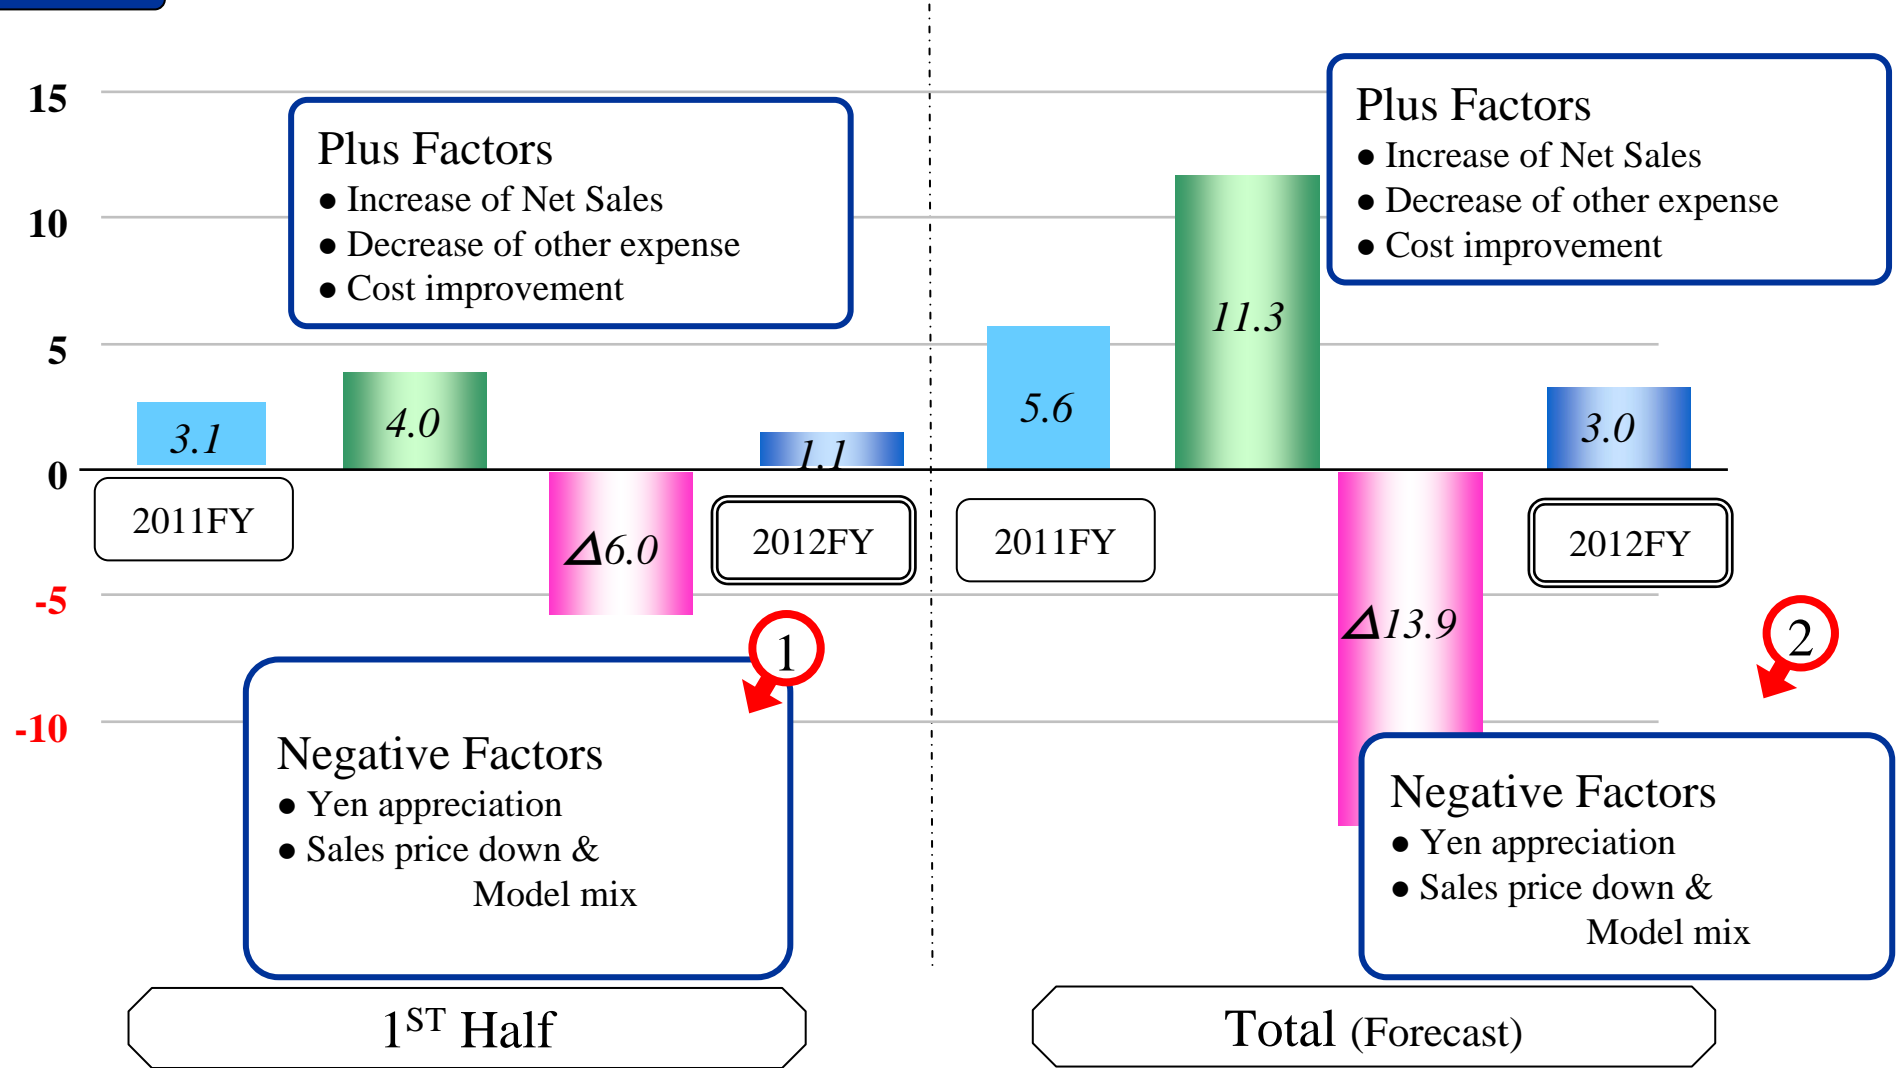 15
10
5
0
-5
-10
Plus Factors
● Increase of Net Sales
● Decrease of other expense
● Cost improvement
3.1
4.0
Δ6.0
1.1
2011FY
2012FY
1
Negative Factors
● Yen appreciation
● Sales price down &
Model mix
1ST Half
Plus Factors
● Increase of Net Sales
● Decrease of other expense
● Cost improvement
5.6
11.3
Δ13.9
3.0
2011FY
2012FY
2
Negative Factors
● Yen appreciation
● Sales price down &
Model mix
Total (Forecast)